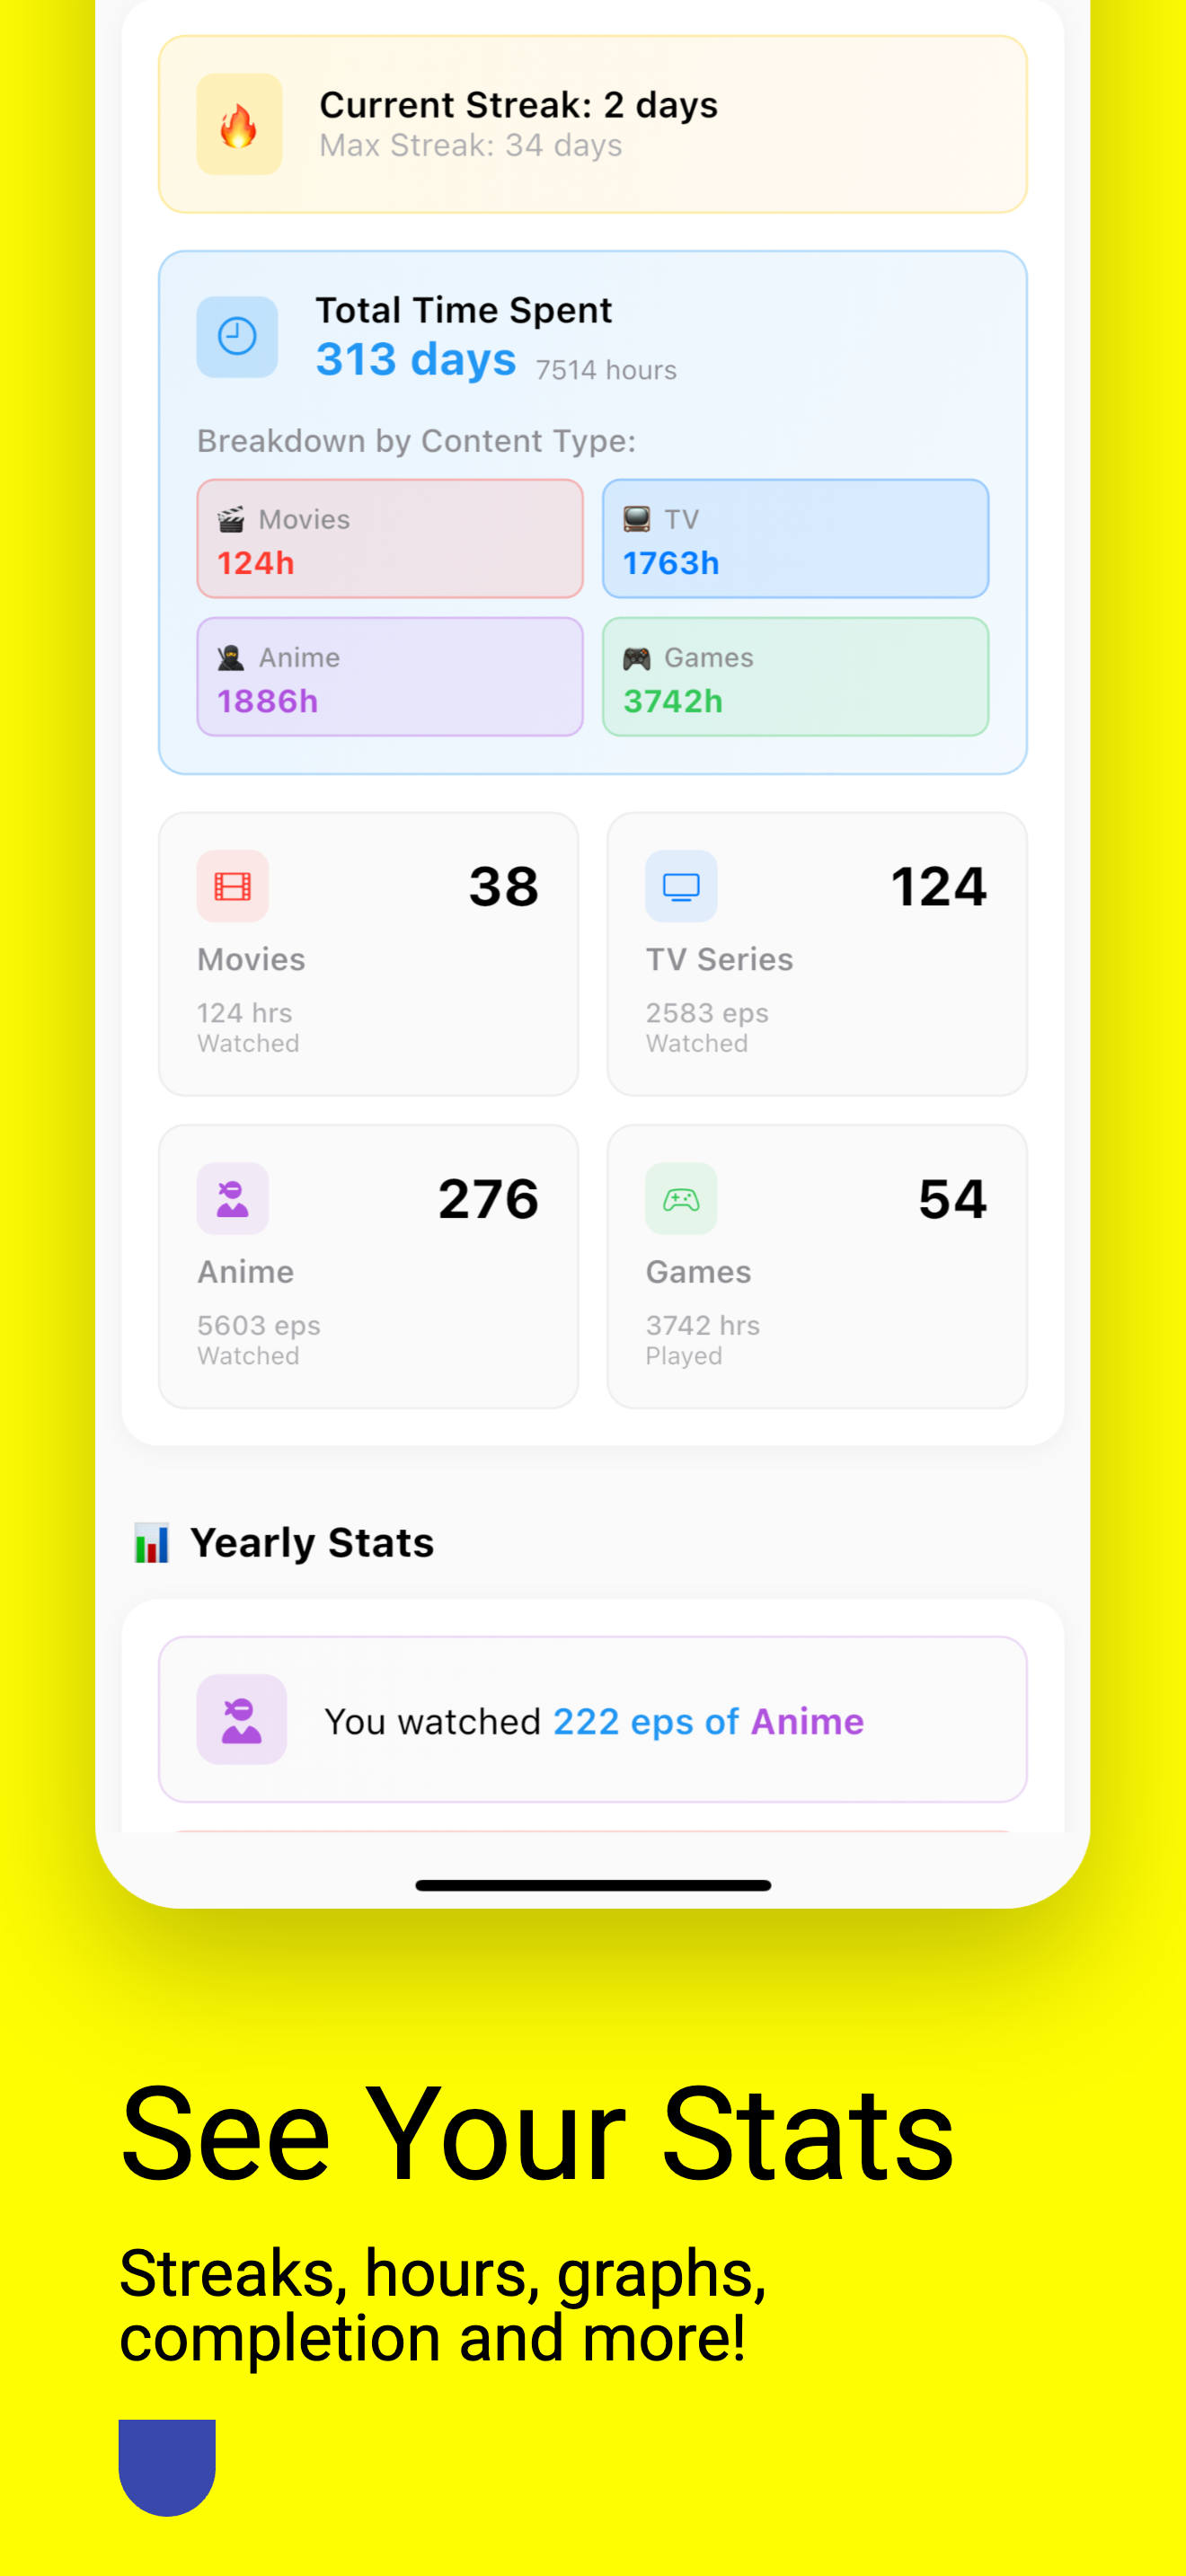 Current Streak: 2 days
Max Streak: 34 days
Total Time Spent
313 days 7514 hours
Breakdown by Content Type:
Movies
124h
TV
1763h
Anime
1886h
Games
3742h
38
Movies
124 hrs
Watched
124
TV Series
2583 eps
Watched
276
Anime
5603 eps
Watched
54
Games
3742 hrs
Played
Yearly Stats
You watched 222 eps of Anime
See Your Stats
Streaks, hours, graphs,
completion and more!